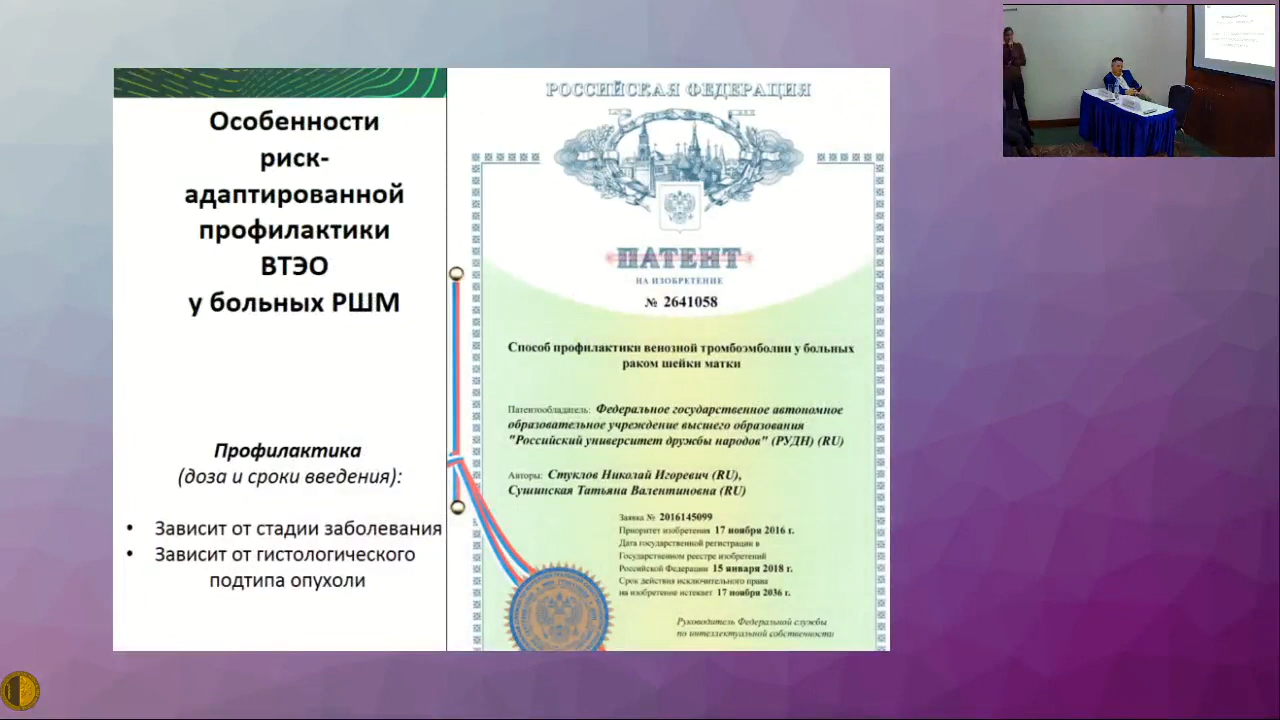 Особенности
риск-
адаптированной
профилактики
ВТЭО
у больных РШМ
Профилактика
(доза и сроки введения):
• Зависит от стадии заболевания
• Зависит от гистологического
подтипа опухоли
РОССИЙСКАЯ ФЕДЕРАЦИЯ
ПАТЕНТ
НА ИЗОБРЕТЕНИЕ
№ 2641058
Способ профилактики венозной тромбоэмболии у больных
раком шейки матки
Патентообладатель: Федеральное государственное автономное
образовательное учреждение высшего образования
"Российский университет дружбы народов" (РУДН) (RU)
Авторы: Стуклов Николай Игоревич (RU),
Сушинская Татьяна Валентиновна (RU)
Заявка № 2016145099
Приоритет изобретения 17 ноября 2016 г.
Дата государственной регистрации в
Государственном реестре изобретений
Российской Федерации 15 января 2018 г.
Срок действия исключительного права
на изобретение истекает 17 ноября 2036 г.
Руководитель Федеральной службы
по интеллектуальной собственности